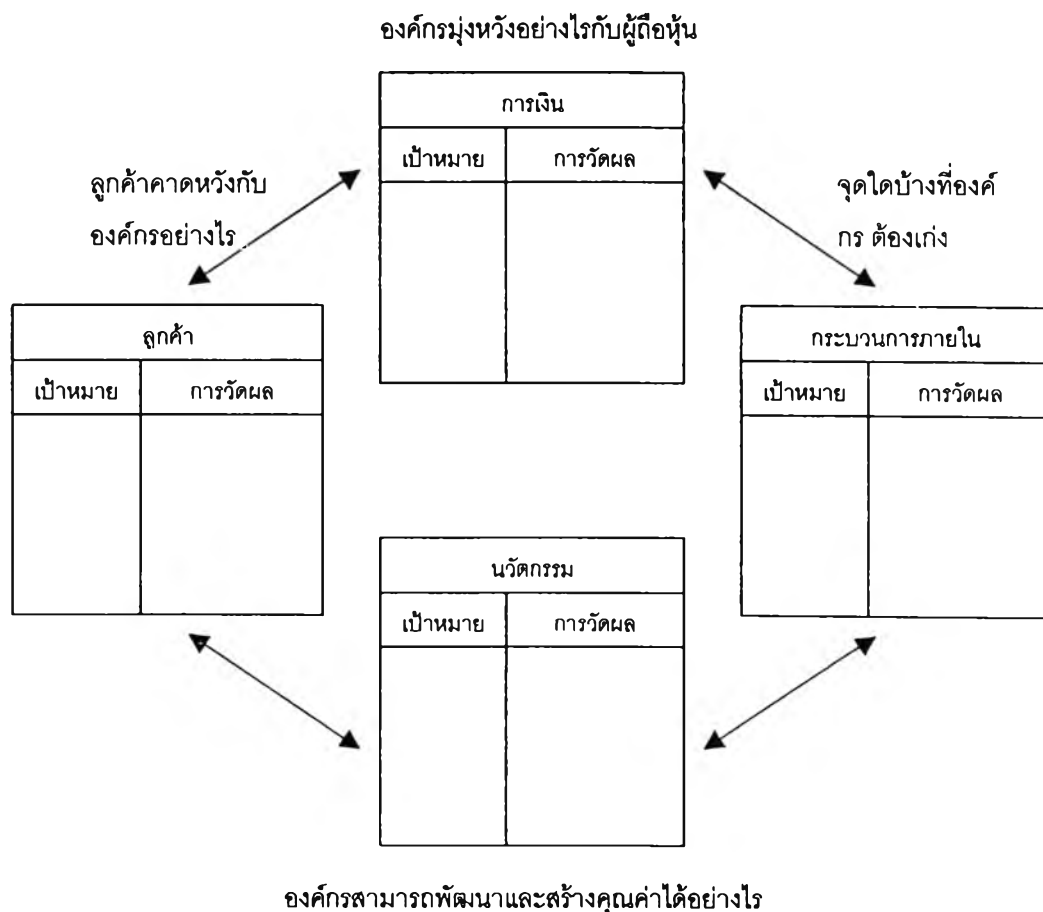 องค์กรมุ่งหวังอย่างไรกับผู้ถือหุ้น
การเงิน
เป้าหมาย การวัดผล
ลูกค้าคาดหวังกับ
องค์กรอย่างไร
จุดใดบ้างที่องค์
กร ต้องเก่ง
ลูกค้า
เป้าหมาย การวัดผล
กระบวนการภายใน
เป้าหมาย การวัดผล
นวัตกรรม
เป้าหมาย การวัดผล
องค์กรสามารถพัฒนาและสร้างคุณค่าได้อย่างไร